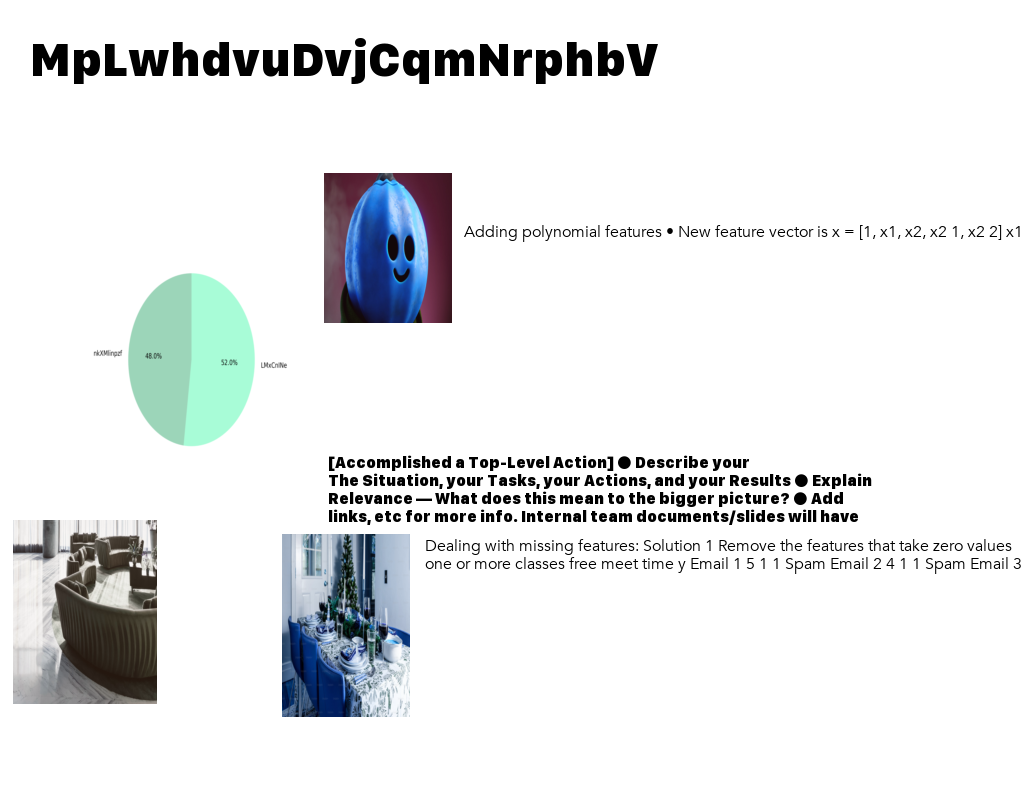 MpLwhdvuDvjCqmNrphbV
Adding polynomial features • New feature vector is x = [1, x1, x2, x2 1, x2 2] x1
nkXMlinpzf
48.0%
52.0%
LMxCnlNe
[Accomplished a Top-Level Action] ● Describe your
The Situation, your Tasks, your Actions, and your Results ● Explain
Relevance — What does this mean to the bigger picture? ● Add
links, etc for more info. Internal team documents/slides will have
Dealing with missing features: Solution 1 Remove the features that take zero values
one or more classes free meet time y Email 1 5 1 1 Spam Email 2 4 1 1 Spam Email 3